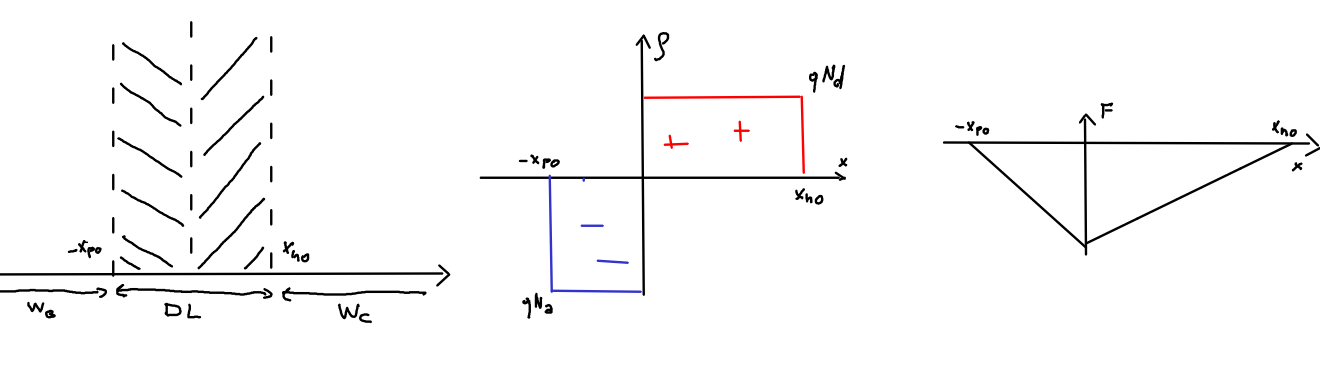 -xpo
xno
WB
DL
WC
ρ
qNd
+ +
-xpo
x
xno
− −
qNa
F
-xpo
xno
x